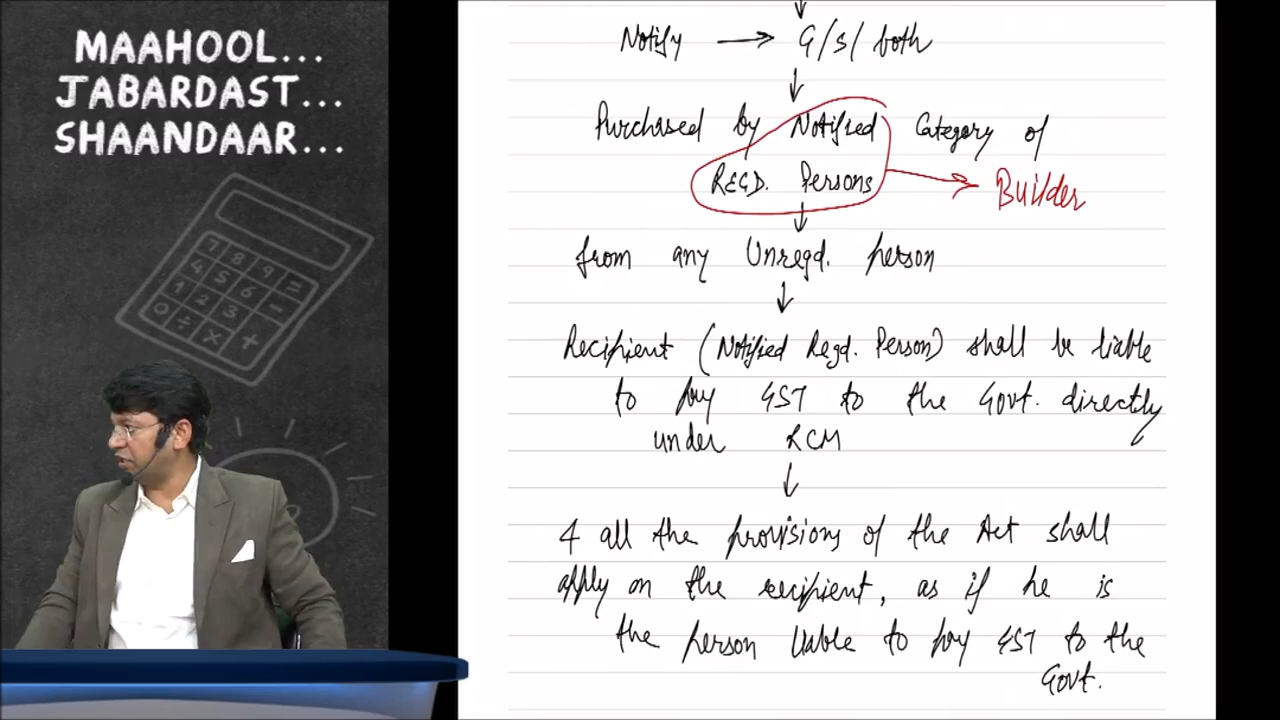 MAAHOOL...
JABARDAST...
SHAANDAAR...
Notify → G/S/ both
Purchased by Notified Category of
REGD. Persons → Builder
from any Unregd. person
Recipient (Notified Regd. Person) shall be liable
to pay GST to the Govt. directly
under RCM
& all the provisions of the Act shall
apply on the recipient, as if he is
the person liable to pay GST to the
Govt.